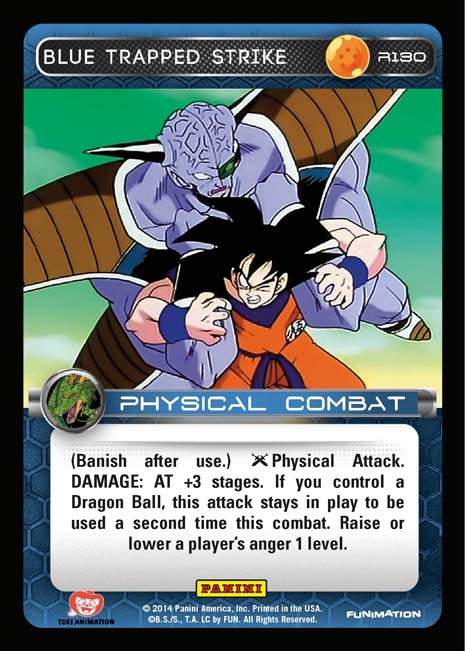 BLUE TRAPPED STRIKE R130
PHYSICAL COMBAT
(Banish after use.) Physical Attack.
DAMAGE: AT +3 stages. If you control a
Dragon Ball, this attack stays in play to be
used a second time this combat. Raise or
lower a player's anger 1 level.
PANINI
TOEI ANIMATION
© 2014 Panini America, Inc. Printed in the USA.
©B.S./S., T.A. LC by FUN. All Rights Reserved.
FUNIMATION